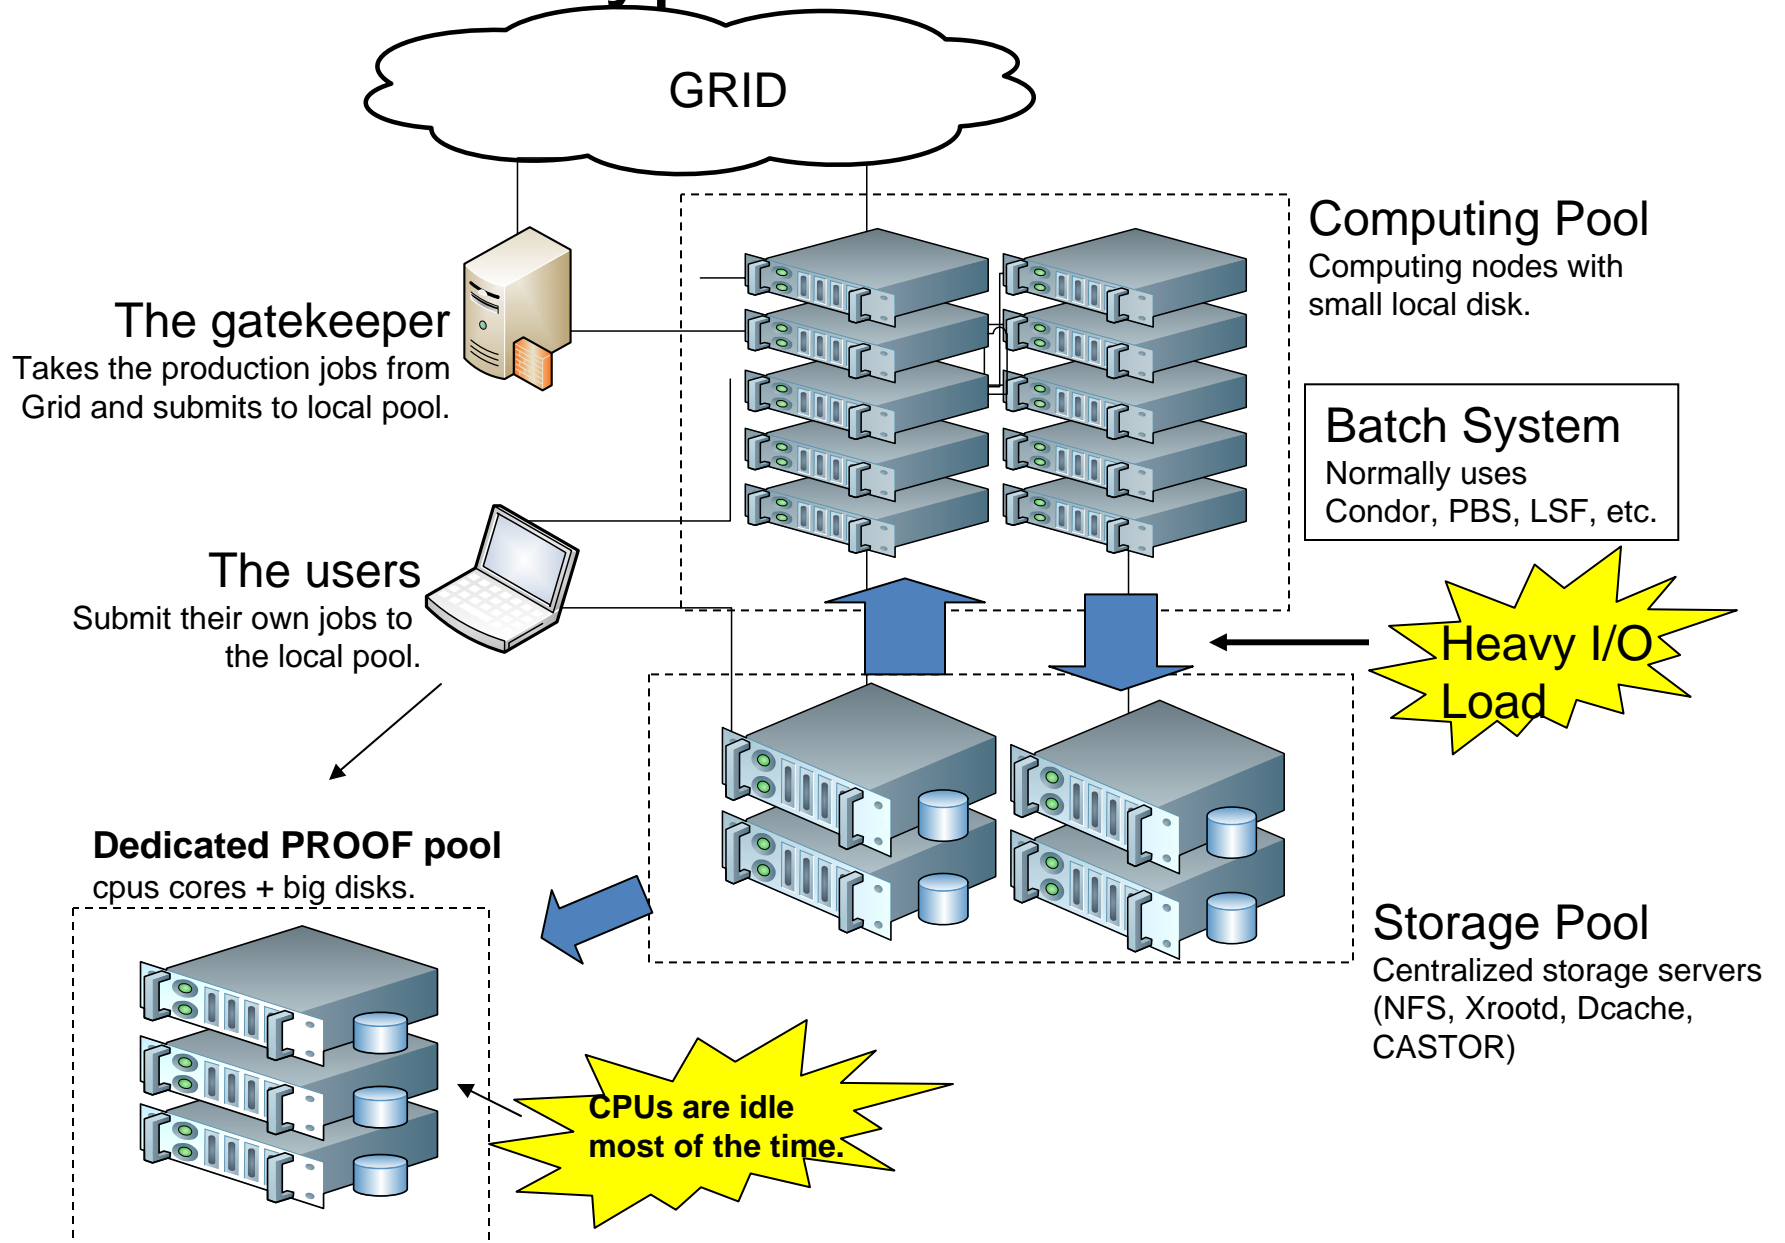 GRID
Computing Pool
Computing nodes with
small local disk.
The gatekeeper
Takes the production jobs from
Grid and submits to local pool.
Batch System
Normally uses
Condor, PBS, LSF, etc.
The users
Submit their own jobs to
the local pool.
Heavy I/O
Load
Dedicated PROOF pool
cpus cores + big disks.
Storage Pool
Centralized storage servers
(NFS, Xrootd, Dcache,
CASTOR)
CPUs are idle
most of the time.